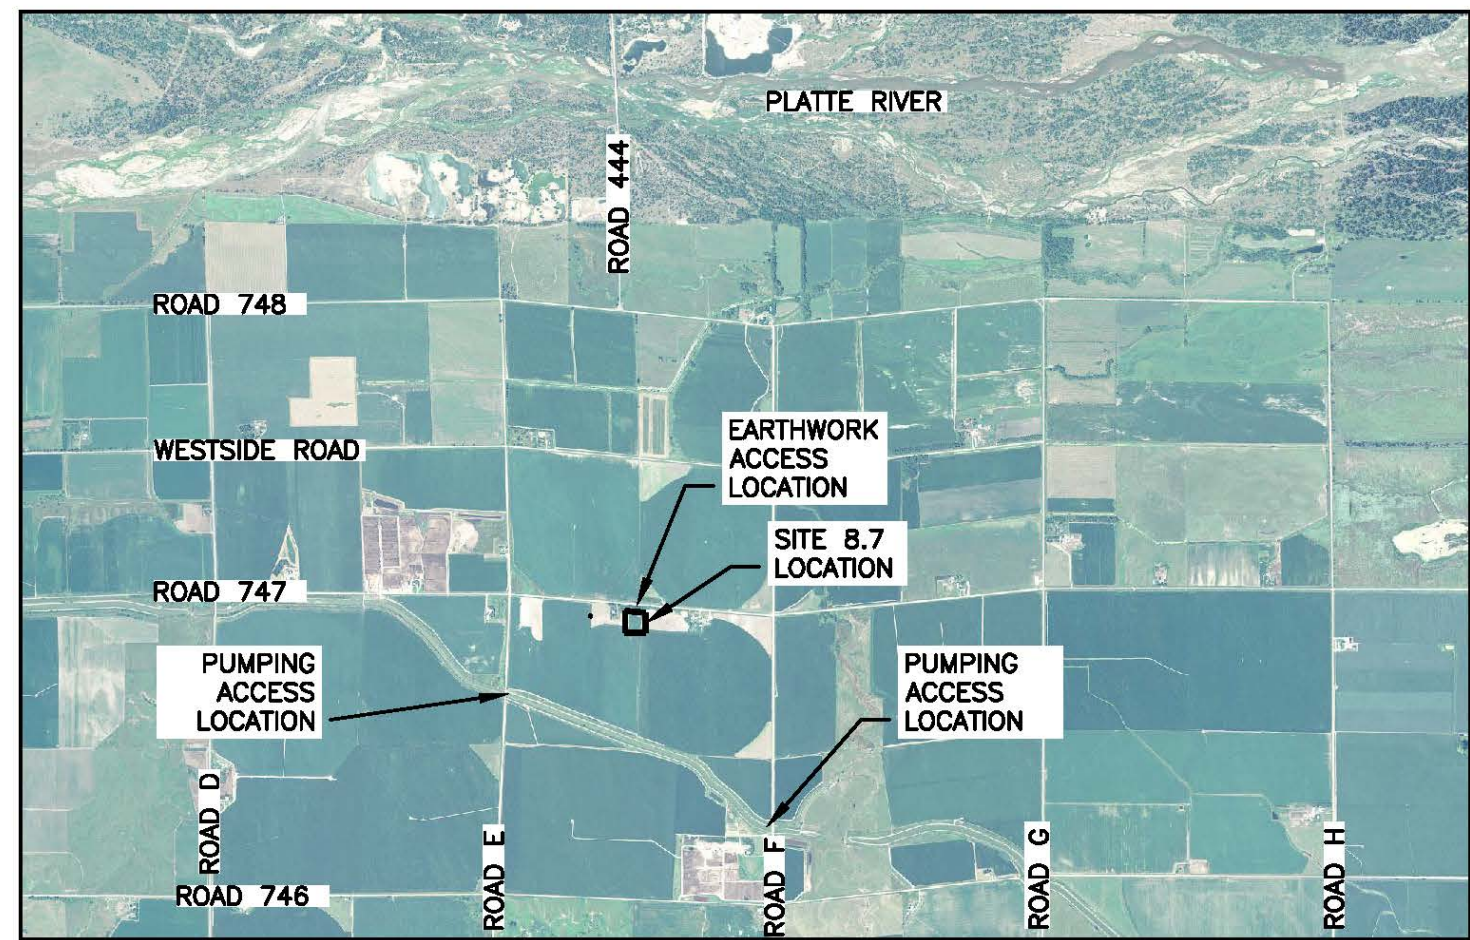 PLATTE RIVER
ROAD 444
ROAD 748
EARTHWORK
ACCESS
LOCATION
WESTSIDE ROAD
SITE 8.7
LOCATION
ROAD 747
PUMPING
ACCESS
LOCATION
PUMPING
ACCESS
LOCATION
ROAD D
ROAD E
ROAD F
ROAD G
ROAD H
ROAD 746